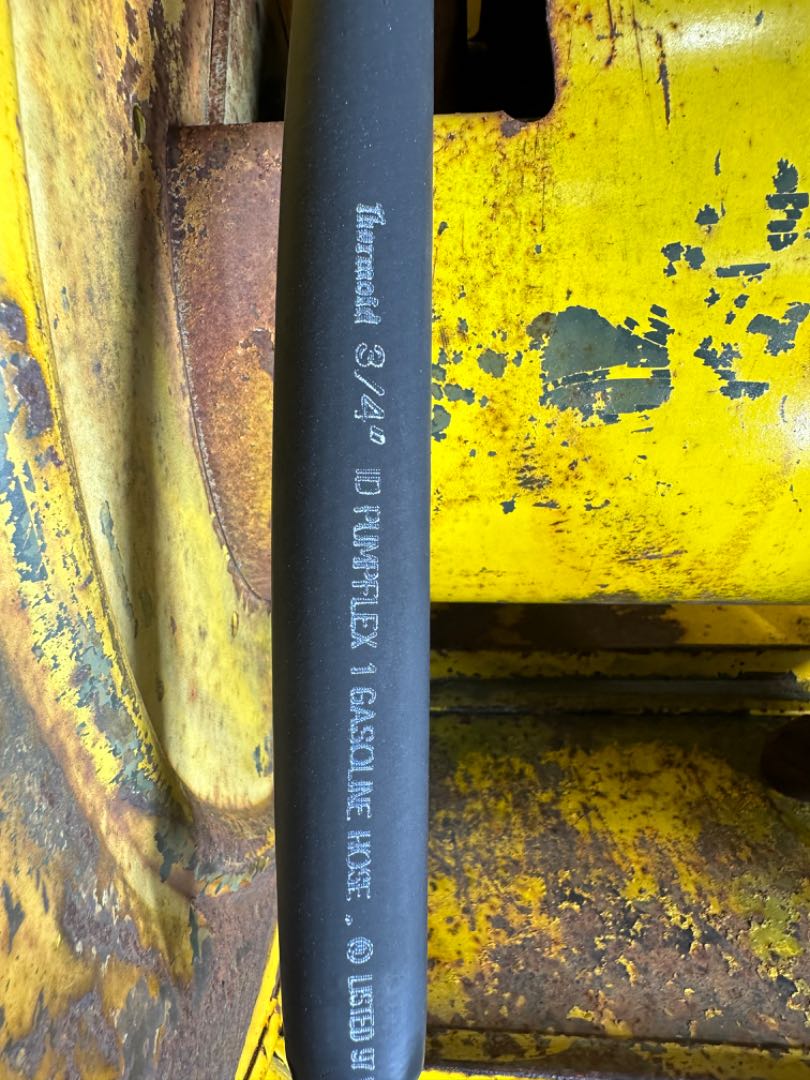 Thermoid 3/4" ID PUMPFLEX 1 GASOLINE HOSE . UL LISTED